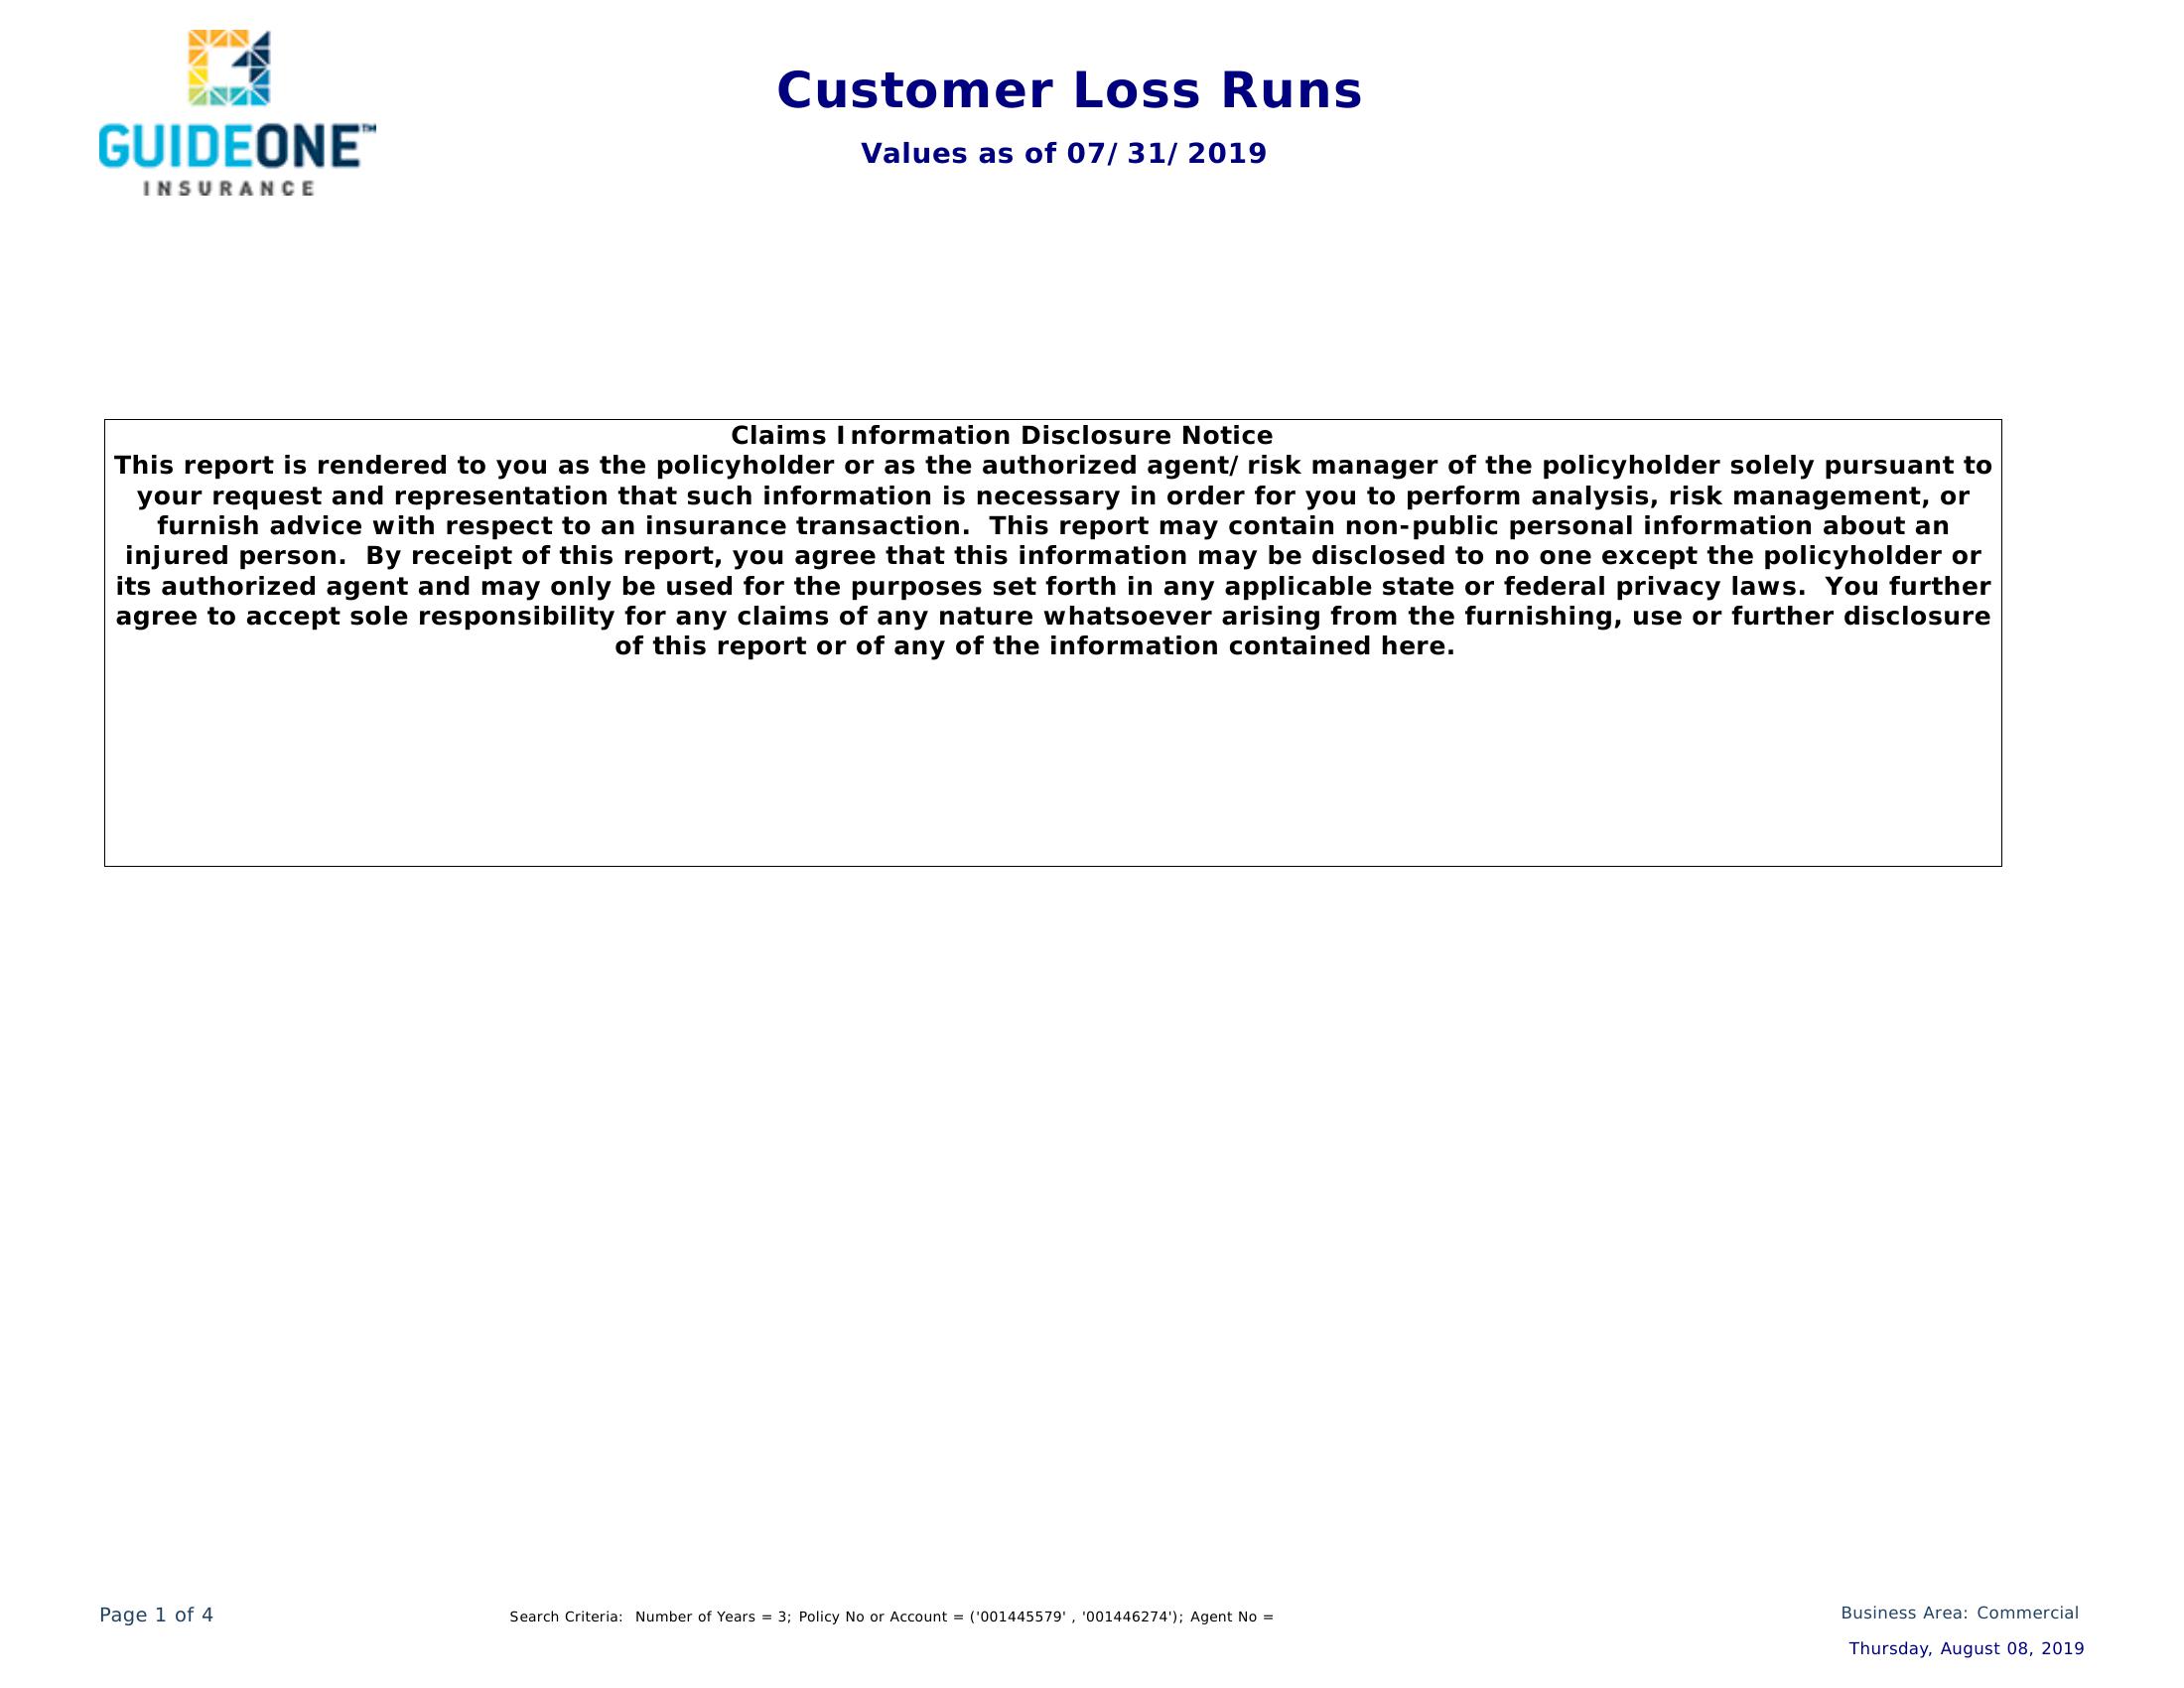 GUIDEONE™
INSURANCE
Customer Loss Runs
Values as of 07/ 31/ 2019
Claims Information Disclosure Notice
This report is rendered to you as the policyholder or as the authorized agent/ risk manager of the policyholder solely pursuant to
your request and representation that such information is necessary in order for you to perform analysis, risk management, or
furnish advice with respect to an insurance transaction.  This report may contain non-public personal information about an
injured person.  By receipt of this report, you agree that this information may be disclosed to no one except the policyholder or
its authorized agent and may only be used for the purposes set forth in any applicable state or federal privacy laws.  You further
agree to accept sole responsibility for any claims of any nature whatsoever arising from the furnishing, use or further disclosure
of this report or of any of the information contained here.
Page 1 of 4
Search Criteria:  Number of Years = 3; Policy No or Account = ('001445579' , '001446274'); Agent No =
Business Area: Commercial
Thursday, August 08, 2019